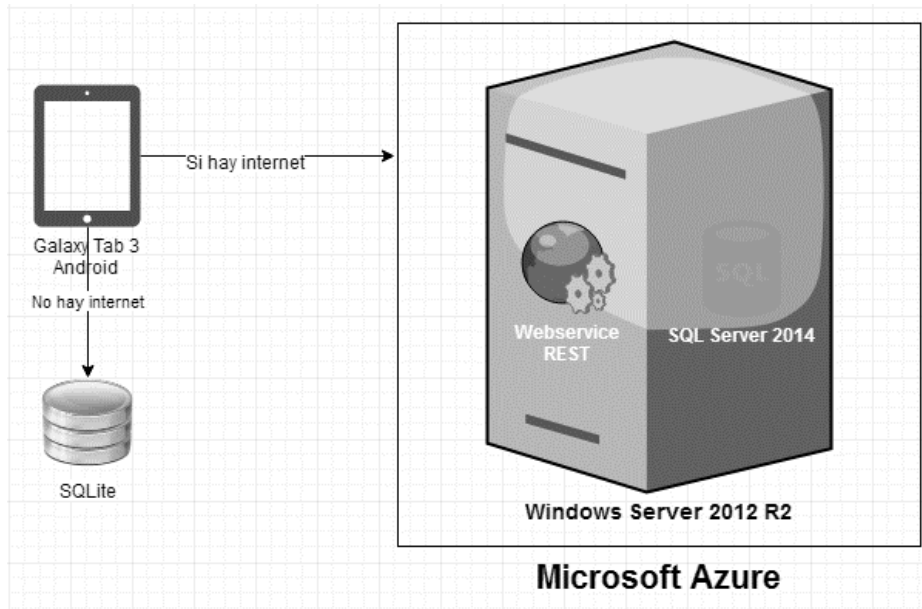 Si hay internet
Galaxy Tab 3
Android
No hay internet
SQLite
Webservice
REST
SQL
SQL Server 2014
Windows Server 2012 R2
Microsoft Azure